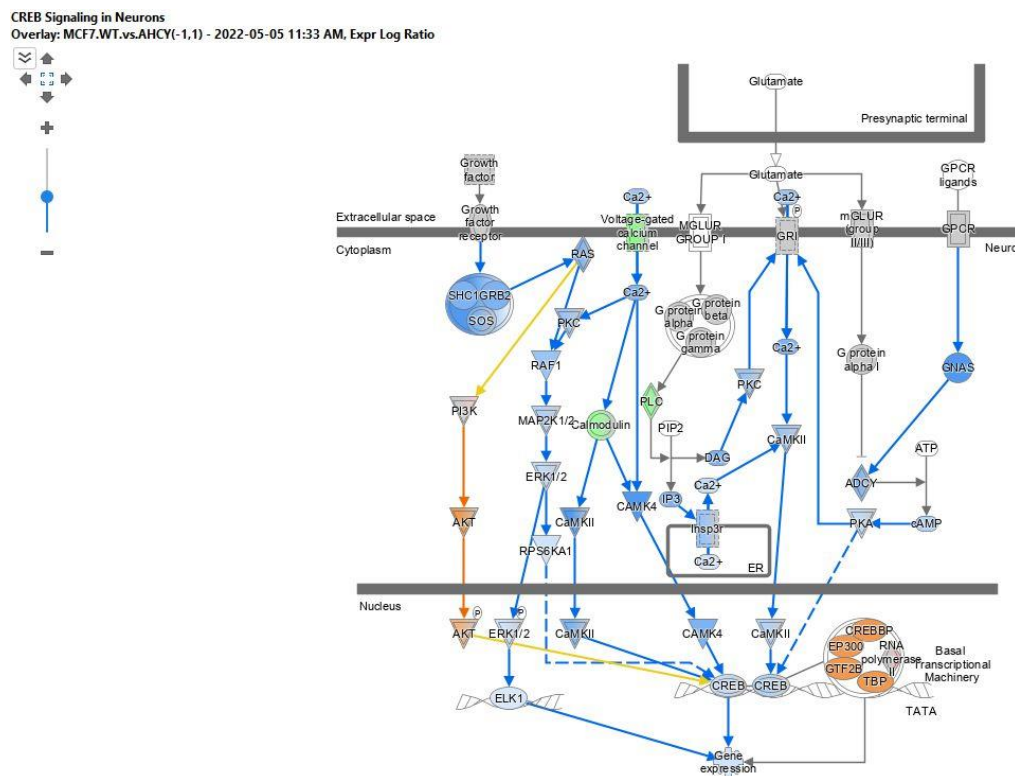 CREB Signaling in Neurons
Overlay: MCF7.WT.vs.AHCY(-1,1) - 2022-05-05 11:33 AM, Expr Log Ratio
Glutamate
Presynaptic terminal
Growth
factor
Glutamate
GPCR
ligands
Ca2+
Ca2+
Extracellular space
Growth
factor
receptor
Voltage-gated
calcium
channel
MGLUR
GROUP I
P
GRI
mGLUR
(group
II/III)
GPCR
Cytoplasm
Neuro
RAS
SHC1
GRB2
SOS
Ca2+
PKC
G protein
alpha
G protein
beta
G protein
gamma
Ca2+
G protein
alpha I
GNAS
RAF1
PKC
PI3K
MAP2K1/2
Calmodulin
PLC
PIP2
CaMKII
ATP
ERK1/2
DAG
Ca2+
ADCY
AKT
CaMKII
CAMK4
IP3
Insp3r
PKA
cAMP
RPS6KA1
Ca2+
ER
Nucleus
P
AKT
P
ERK1/2
CaMKII
CAMK4
CaMKII
CREBBP
EP300
RNA
polymerase
II
GTF2B
TBP
Basal
Transcriptional
Machinery
ELK1
CREB
CREB
TATA
Gene
expression